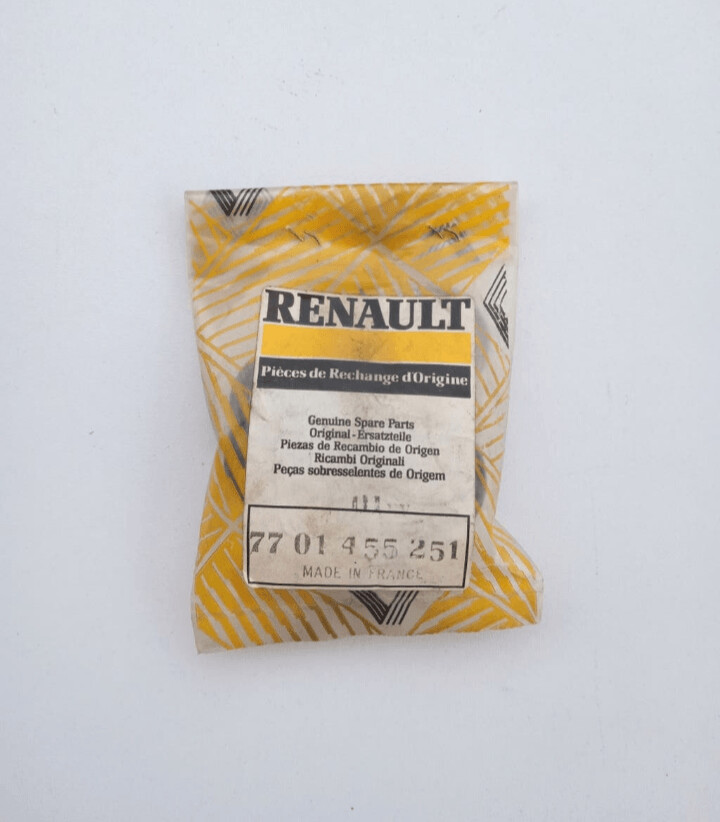 RENAULT
Pièces de Rechange d'Origine
Genuine Spare Parts
Original-Ersatzteile
Piezas de Recambio de Origen
Ricambi Originali
Peças sobresselentes de Origem
77 01 455 251
MADE IN FRANCE